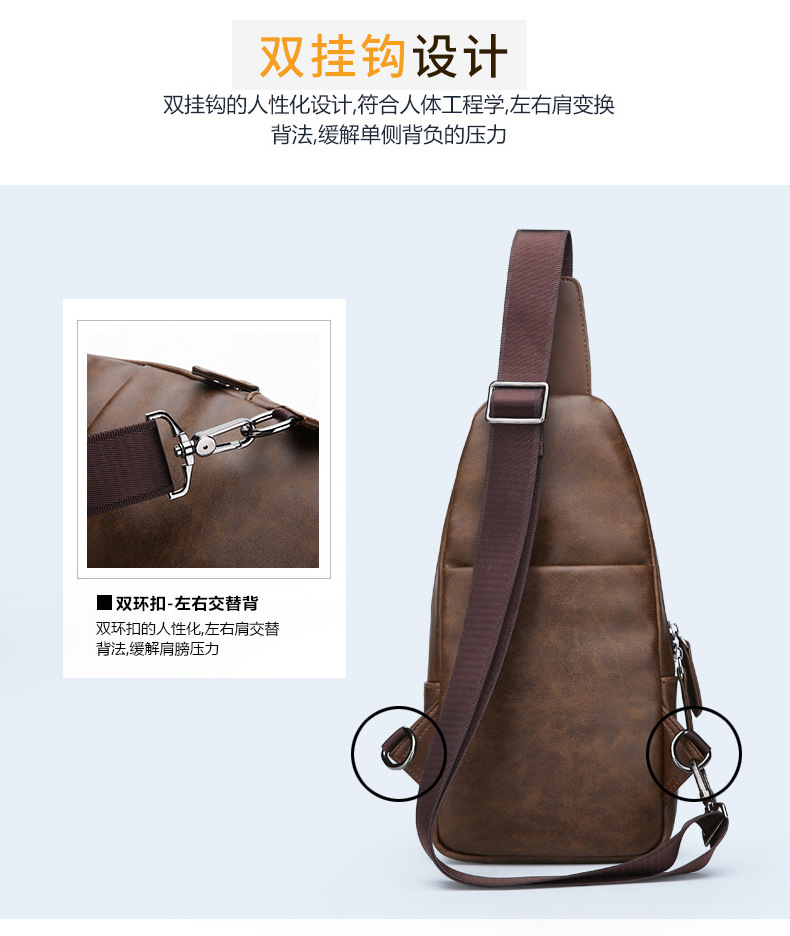 双挂钩设计
双挂钩的人性化设计,符合人体工程学,左右肩变换
背法,缓解单侧背负的压力
■双环扣-左右交替背
双环扣的人性化,左右肩交替
背法,缓解肩膀压力